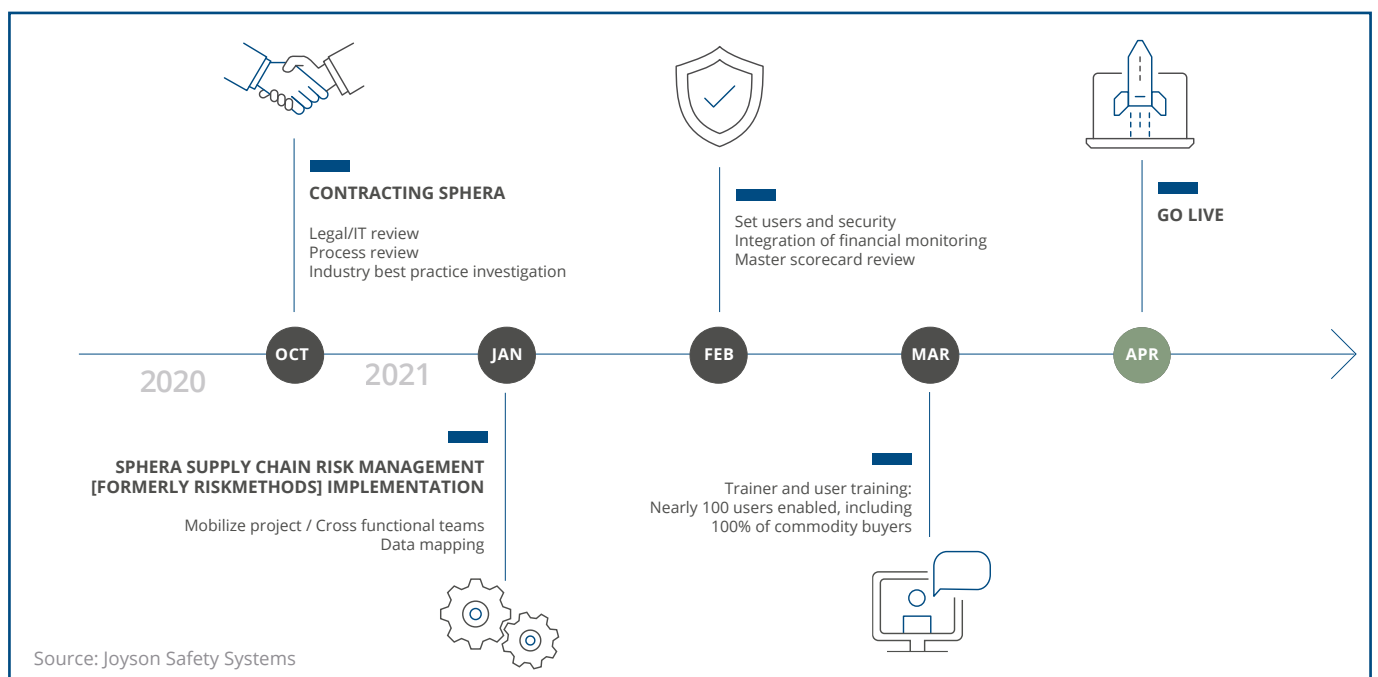 CONTRACTING SPHERA
Legal/IT review
Process review
Industry best practice investigation
Set users and security
Integration of financial monitoring
Master scorecard review
GO LIVE
OCT
JAN
FEB
MAR
APR
2020
2021
SPHERA SUPPLY CHAIN RISK MANAGEMENT
[FORMERLY RISKMETHODS] IMPLEMENTATION
Mobilize project / Cross functional teams
Data mapping
Trainer and user training:
Nearly 100 users enabled, including
100% of commodity buyers
Source: Joyson Safety Systems